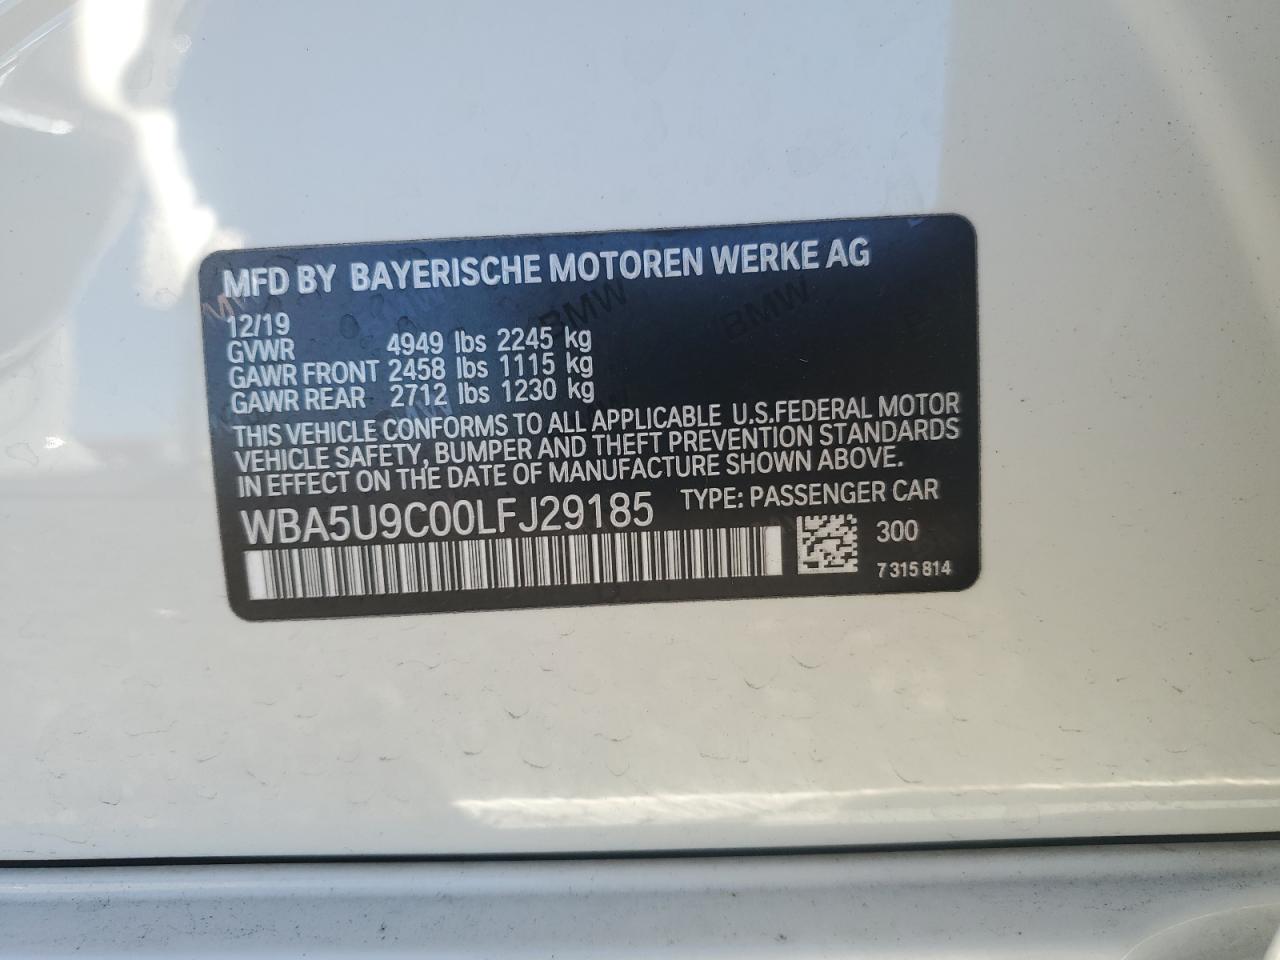 MFD BY BAYERISCHE MOTOREN WERKE AG
12/19
GVWR 4949 lbs 2245 kg
GAWR FRONT 2458 lbs 1115 kg
GAWR REAR 2712 lbs 1230 kg
THIS VEHICLE CONFORMS TO ALL APPLICABLE U.S.FEDERAL MOTOR
VEHICLE SAFETY, BUMPER AND THEFT PREVENTION STANDARDS
IN EFFECT ON THE DATE OF MANUFACTURE SHOWN ABOVE.
WBA5U9C00LFJ29185 TYPE: PASSENGER CAR
300
7 315 814
BMW
BMW